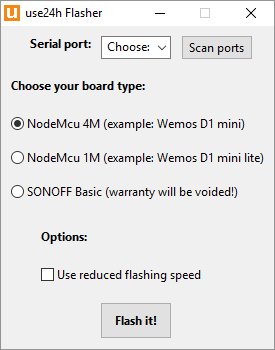 U use24h Flasher
Serial port: Choose: Scan ports
Choose your board type:
NodeMcu 4M (example: Wemos D1 mini)
NodeMcu 1M (example: Wemos D1 mini lite)
SONOFF Basic (warranty will be voided!)
Options:
Use reduced flashing speed
Flash it!